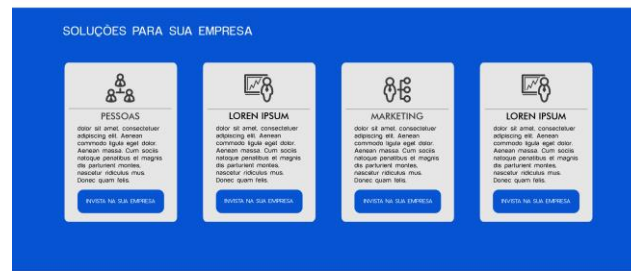 SOLUÇÕES PARA SUA EMPRESA
PESSOAS
dolor sit amet, consectetuer
adipiscing elit. Aenean
commodo ligula eget dolor.
Aenean massa. Cum sociis
natoque penatibus et magnis
dis parturient montes,
nascetur ridiculus mus.
Donec quam felis.
INVISTA NA SUA EMPRESA
LOREN IPSUM
dolor sit amet, consectetuer
adipiscing elit. Aenean
commodo ligula eget dolor.
Aenean massa. Cum sociis
natoque penatibus et magnis
dis parturient montes,
nascetur ridiculus mus.
Donec quam felis.
INVISTA NA SUA EMPRESA
MARKETING
dolor sit amet, consectetuer
adipiscing elit. Aenean
commodo ligula eget dolor.
Aenean massa. Cum sociis
natoque penatibus et magnis
dis parturient montes,
nascetur ridiculus mus.
Donec quam felis.
INVISTA NA SUA EMPRESA
LOREN IPSUM
dolor sit amet, consectetuer
adipiscing elit. Aenean
commodo ligula eget dolor.
Aenean massa. Cum sociis
natoque penatibus et magnis
dis parturient montes,
nascetur ridiculus mus.
Donec quam felis.
INVISTA NA SUA EMPRESA